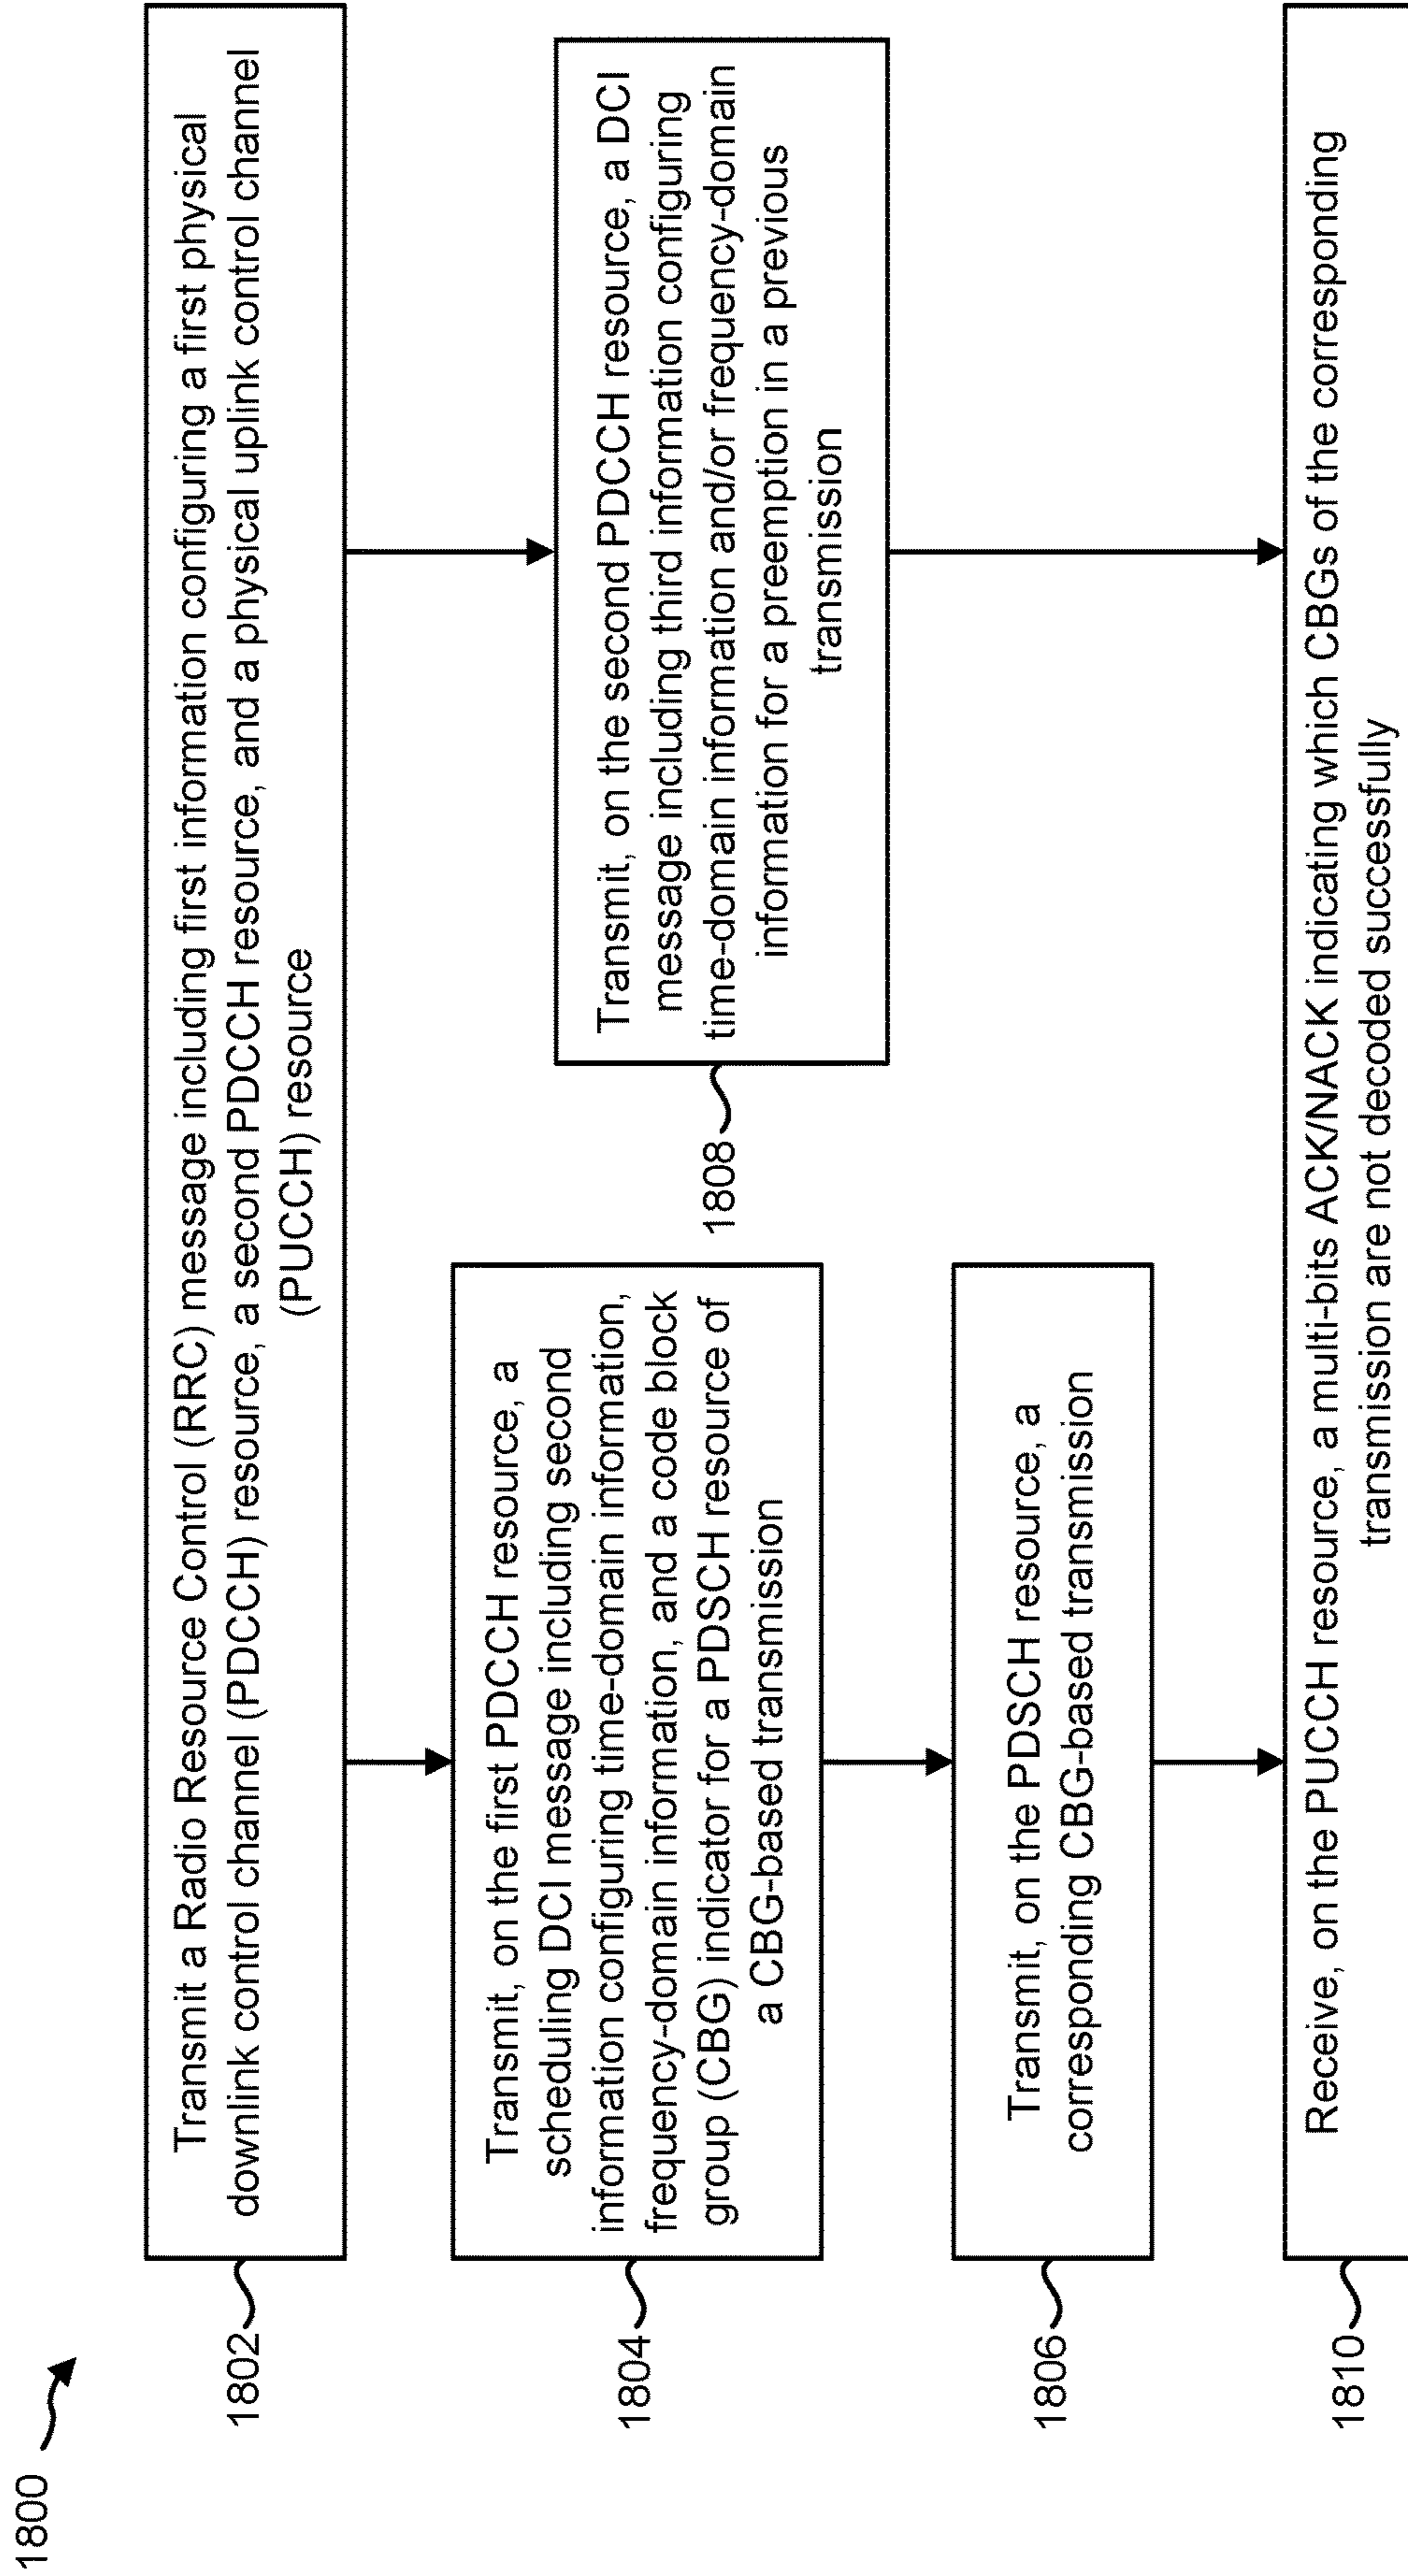 1800
1802
Transmit a Radio Resource Control (RRC) message including first information configuring a first physical
downlink control channel (PDCCH) resource, a second PDCCH resource, and a physical uplink control channel
(PUCCH) resource
1804
Transmit, on the first PDCCH resource, a
scheduling DCI message including second
information configuring time-domain information,
frequency-domain information, and a code block
group (CBG) indicator for a PDSCH resource of
a CBG-based transmission
1808
Transmit, on the second PDCCH resource, a DCI
message including third information configuring
time-domain information and/or frequency-domain
information for a preemption in a previous
transmission
1806
Transmit, on the PDSCH resource, a
corresponding CBG-based transmission
1810
Receive, on the PUCCH resource, a multi-bits ACK/NACK indicating which CBGs of the corresponding
transmission are not decoded successfully